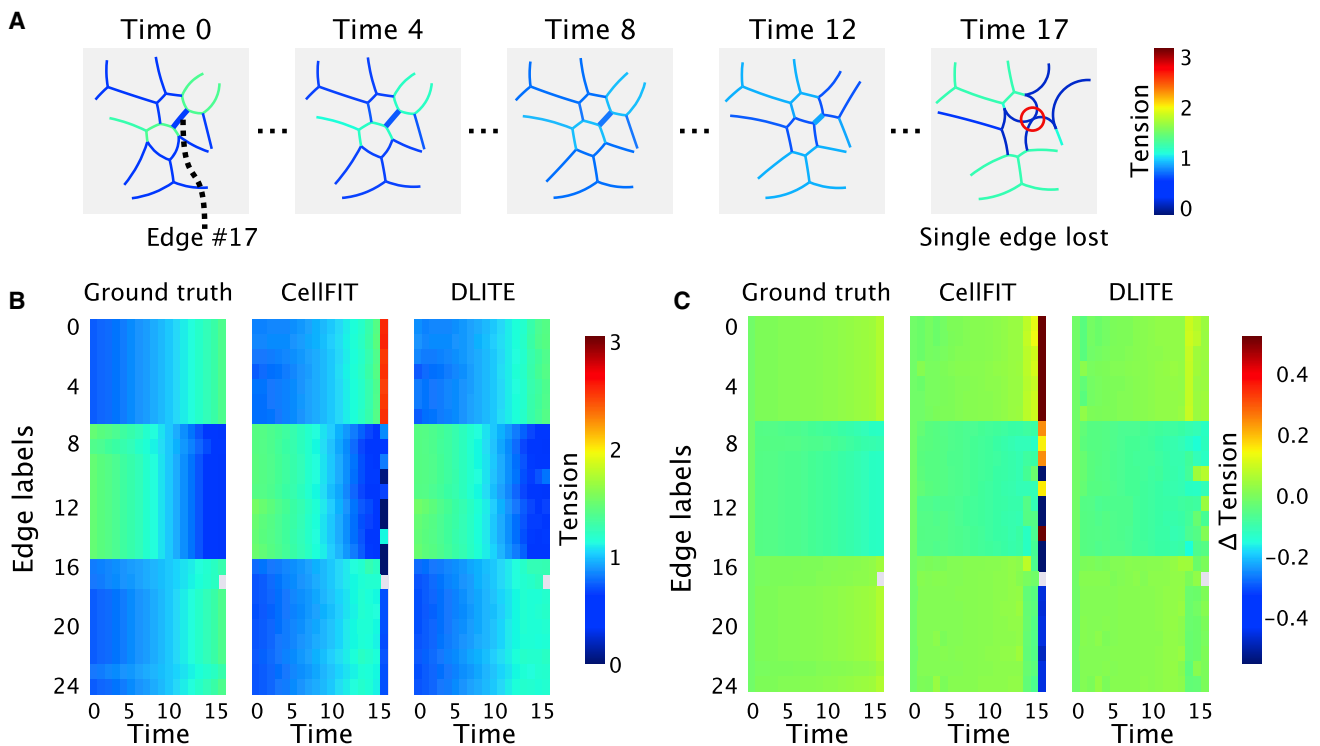 A
Time 0
Time 4
Time 8
Time 12
Time 17
Edge #17
Single edge lost
Tension
3
2
1
0
B
Ground truth
CellFIT
DLITE
Edge labels
0
4
8
12
16
20
24
0 5 10 15
0 5 10 15
0 5 10 15
Time
Time
Time
Tension
3
2
1
0
C
Ground truth
CellFIT
DLITE
Edge labels
0
4
8
12
16
20
24
0 5 10 15
0 5 10 15
0 5 10 15
Time
Time
Time
Δ Tension
0.4
0.2
0.0
−0.2
−0.4